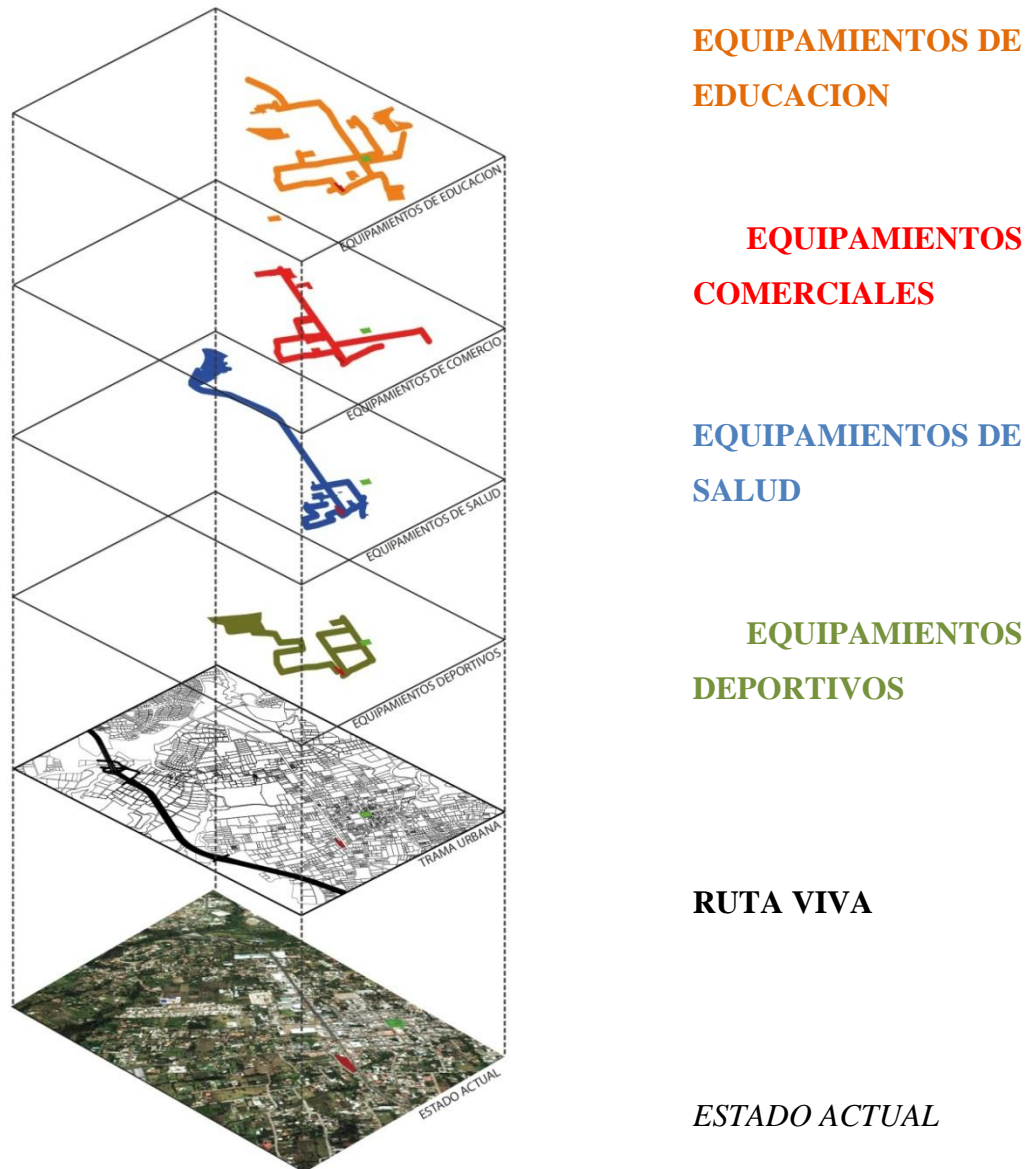 EQUIPAMIENTOS DE
EDUCACION
EQUIPAMIENTOS DE EDUCACION
EQUIPAMIENTOS
COMERCIALES
EQUIPAMIENTOS DE COMERCIO
EQUIPAMIENTOS DE
SALUD
EQUIPAMIENTOS DE SALUD
EQUIPAMIENTOS
DEPORTIVOS
EQUIPAMIENTOS DEPORTIVOS
TRAMA URBANA
RUTA VIVA
ESTADO ACTUAL
ESTADO ACTUAL